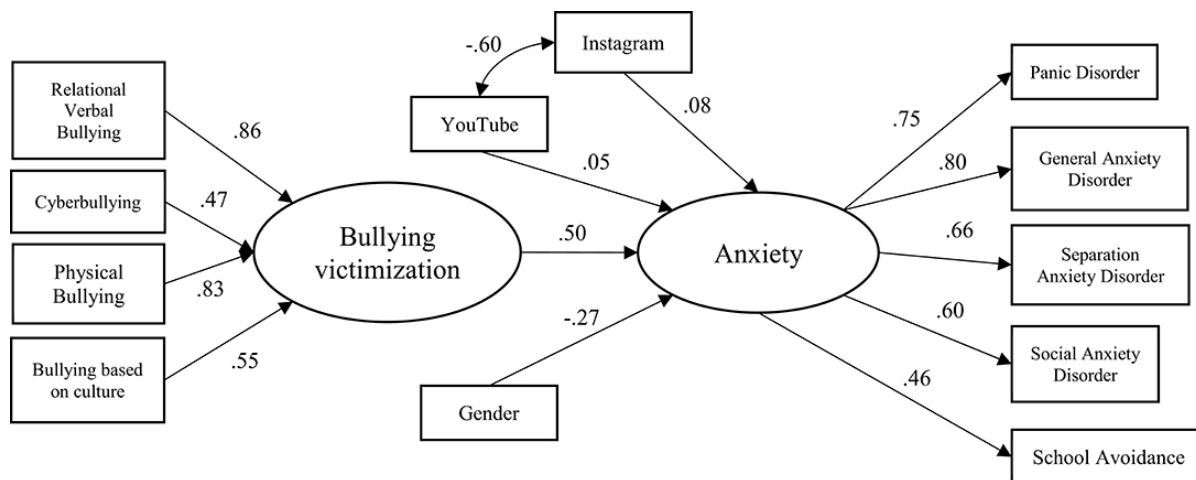 Relational
Verbal
Bullying
Cyberbullying
Physical
Bullying
Bullying based
on culture
.86
.47
.83
.55
Bullying
victimization
-.60
Instagram
YouTube
.08
.05
.50
Anxiety
-.27
Gender
.75
.80
.66
.60
.46
Panic Disorder
General Anxiety
Disorder
Separation
Anxiety Disorder
Social Anxiety
Disorder
School Avoidance